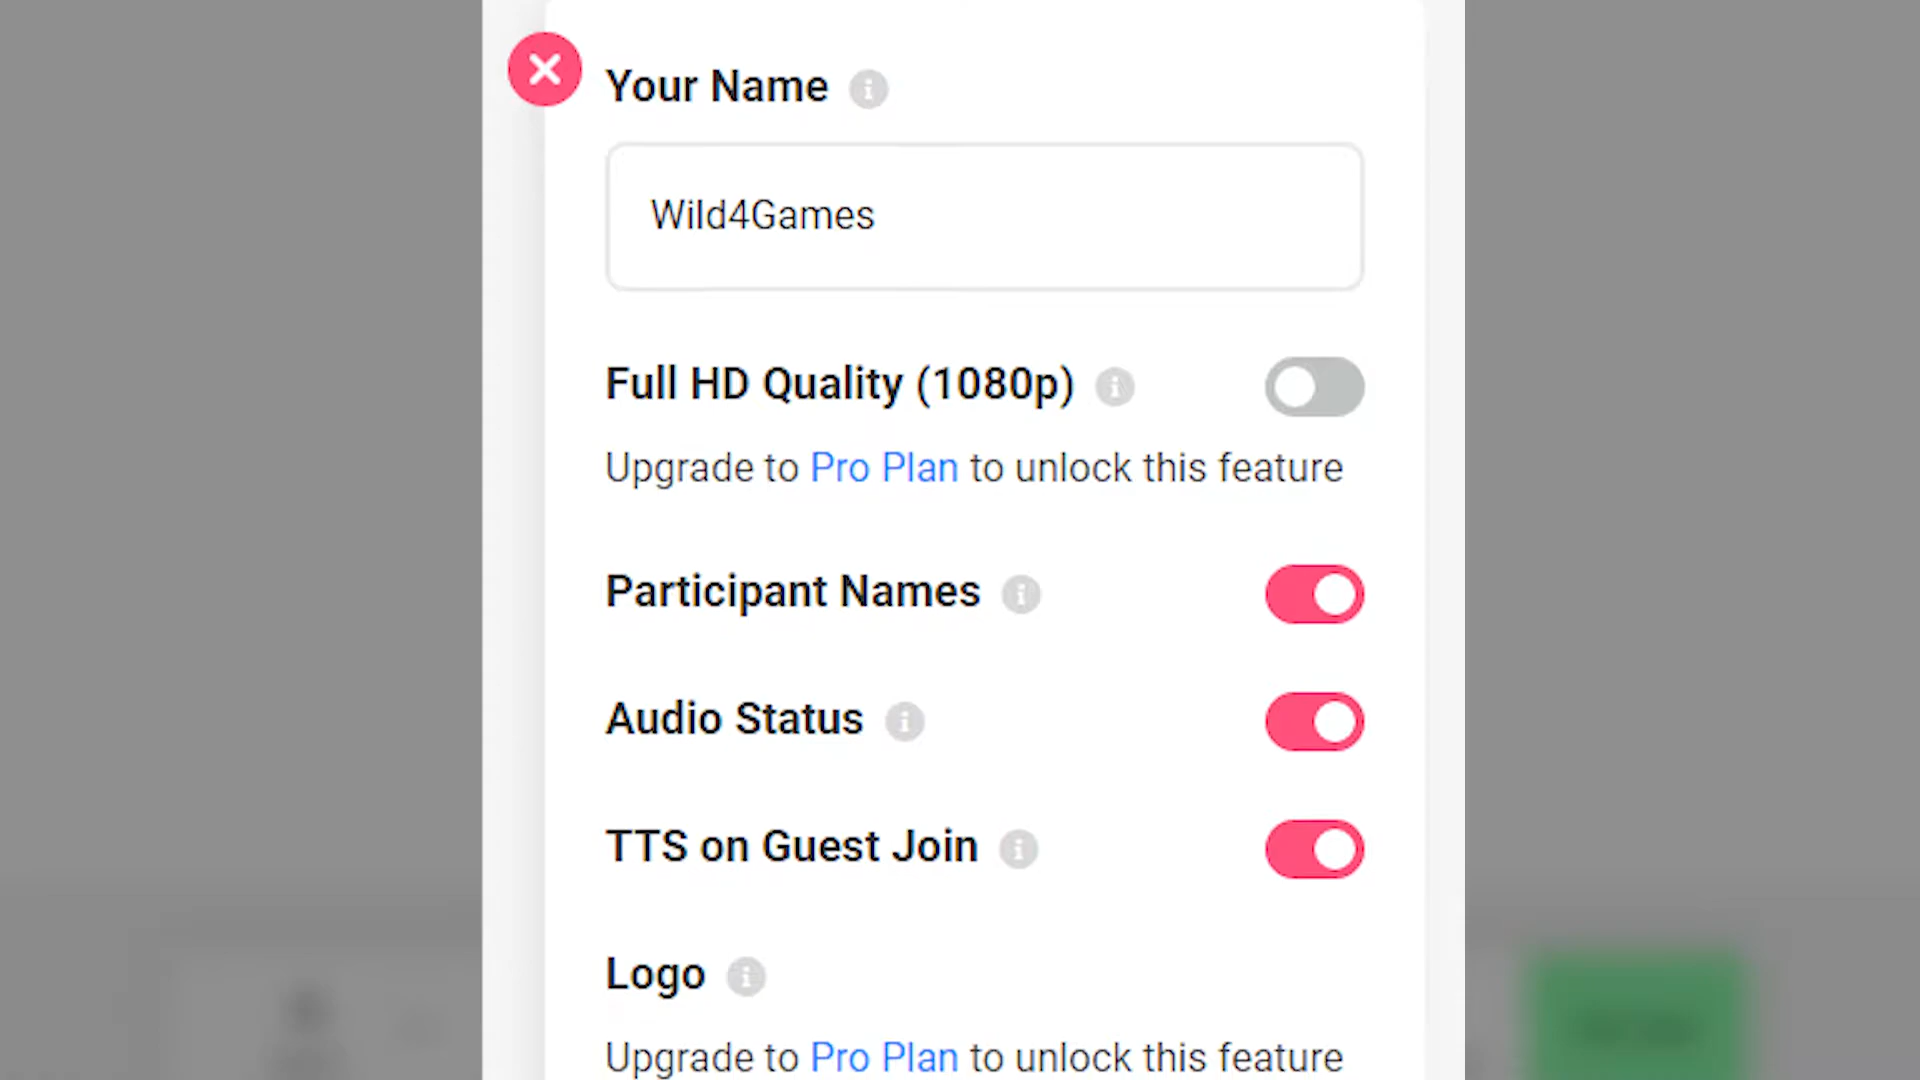 Your Name
Wild4Games
Full HD Quality (1080p)
Upgrade to Pro Plan to unlock this feature
Participant Names
Audio Status
TTS on Guest Join
Logo
Upgrade to Pro Plan to unlock this feature